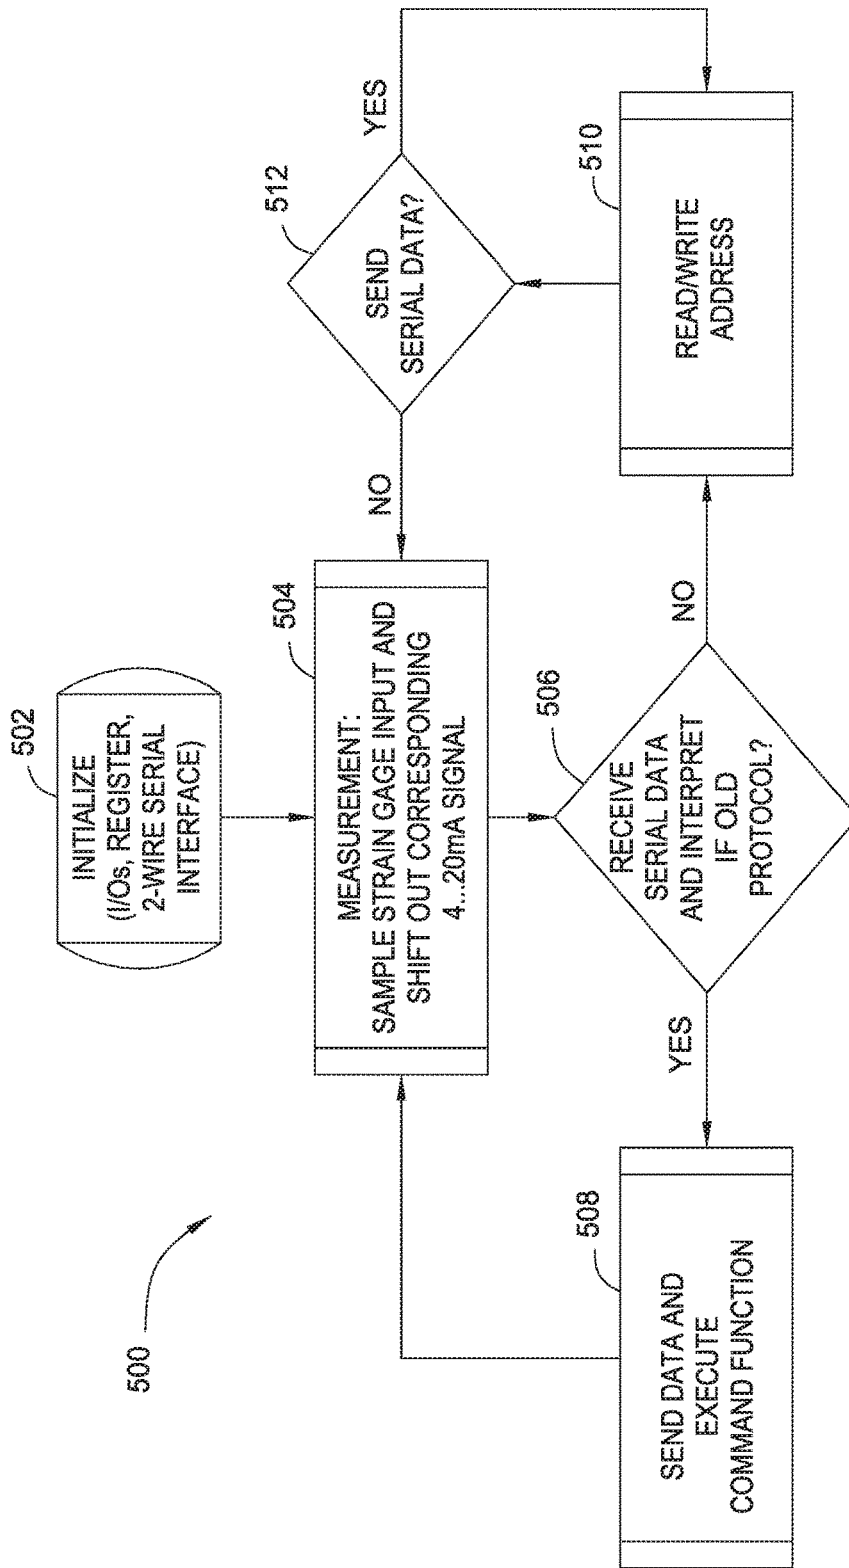 500
502
INITIALIZE
(I/Os, REGISTER,
2-WIRE SERIAL
INTERFACE)
504
MEASUREMENT:
SAMPLE STRAIN GAGE INPUT AND
SHIFT OUT CORRESPONDING
4...20mA SIGNAL
506
RECEIVE
SERIAL DATA
AND INTERPRET
IF OLD
PROTOCOL?
YES
NO
508
SEND DATA AND
EXECUTE
COMMAND FUNCTION
510
READ/WRITE
ADDRESS
512
SEND
SERIAL DATA?
YES
NO